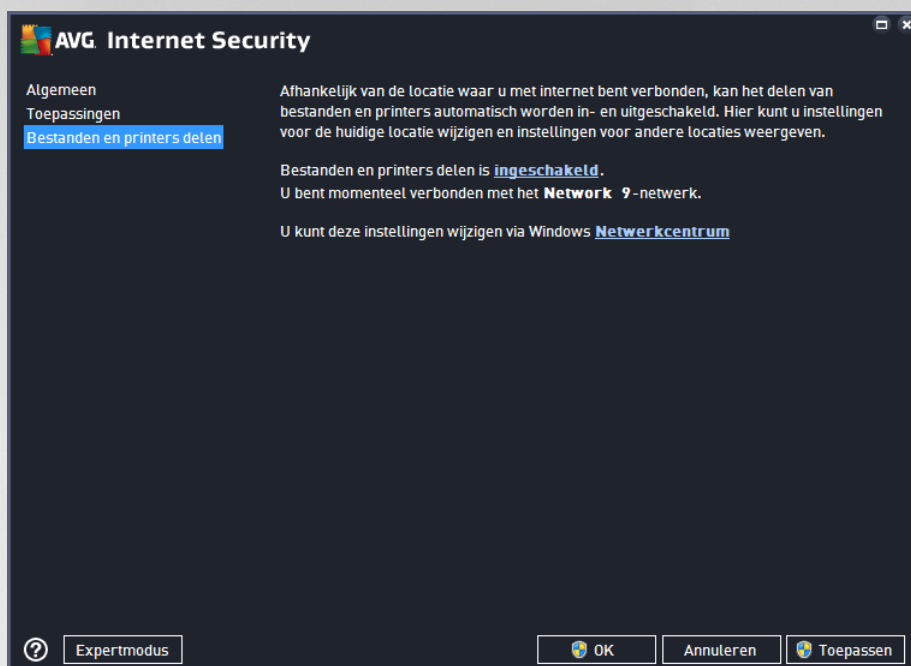 AVG Internet Security
Algemeen
Toepassingen
Bestanden en printers delen
Afhankelijk van de locatie waar u met internet bent verbonden, kan het delen van
bestanden en printers automatisch worden in- en uitgeschakeld. Hier kunt u instellingen
voor de huidige locatie wijzigen en instellingen voor andere locaties weergeven.
Bestanden en printers delen is ingeschakeld.
U bent momenteel verbonden met het Network 9-netwerk.
U kunt deze instellingen wijzigen via Windows Netwerkcentrum
?
Expertmodus
OK
Annuleren
Toepassen